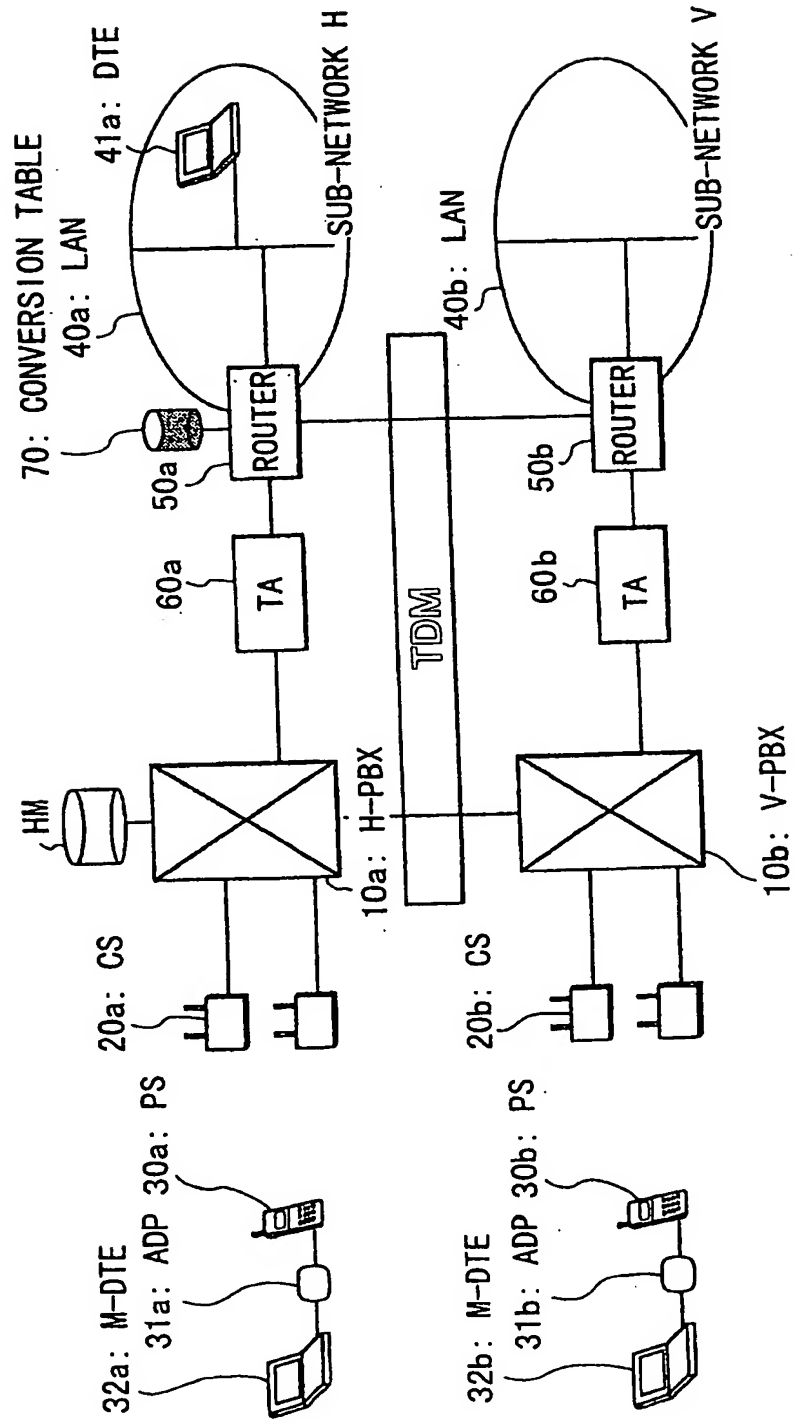 70: CONVERSION TABLE
40a: LAN
41a: DTE
50a
ROUTER
SUB-NETWORK H
60a
TA
HM
10a: H-PBX
20a: CS
32a: M-DTE
31a: ADP
30a: PS
TDM
40b: LAN
50b
ROUTER
SUB-NETWORK V
60b
TA
10b: V-PBX
20b: CS
32b: M-DTE
31b: ADP
30b: PS